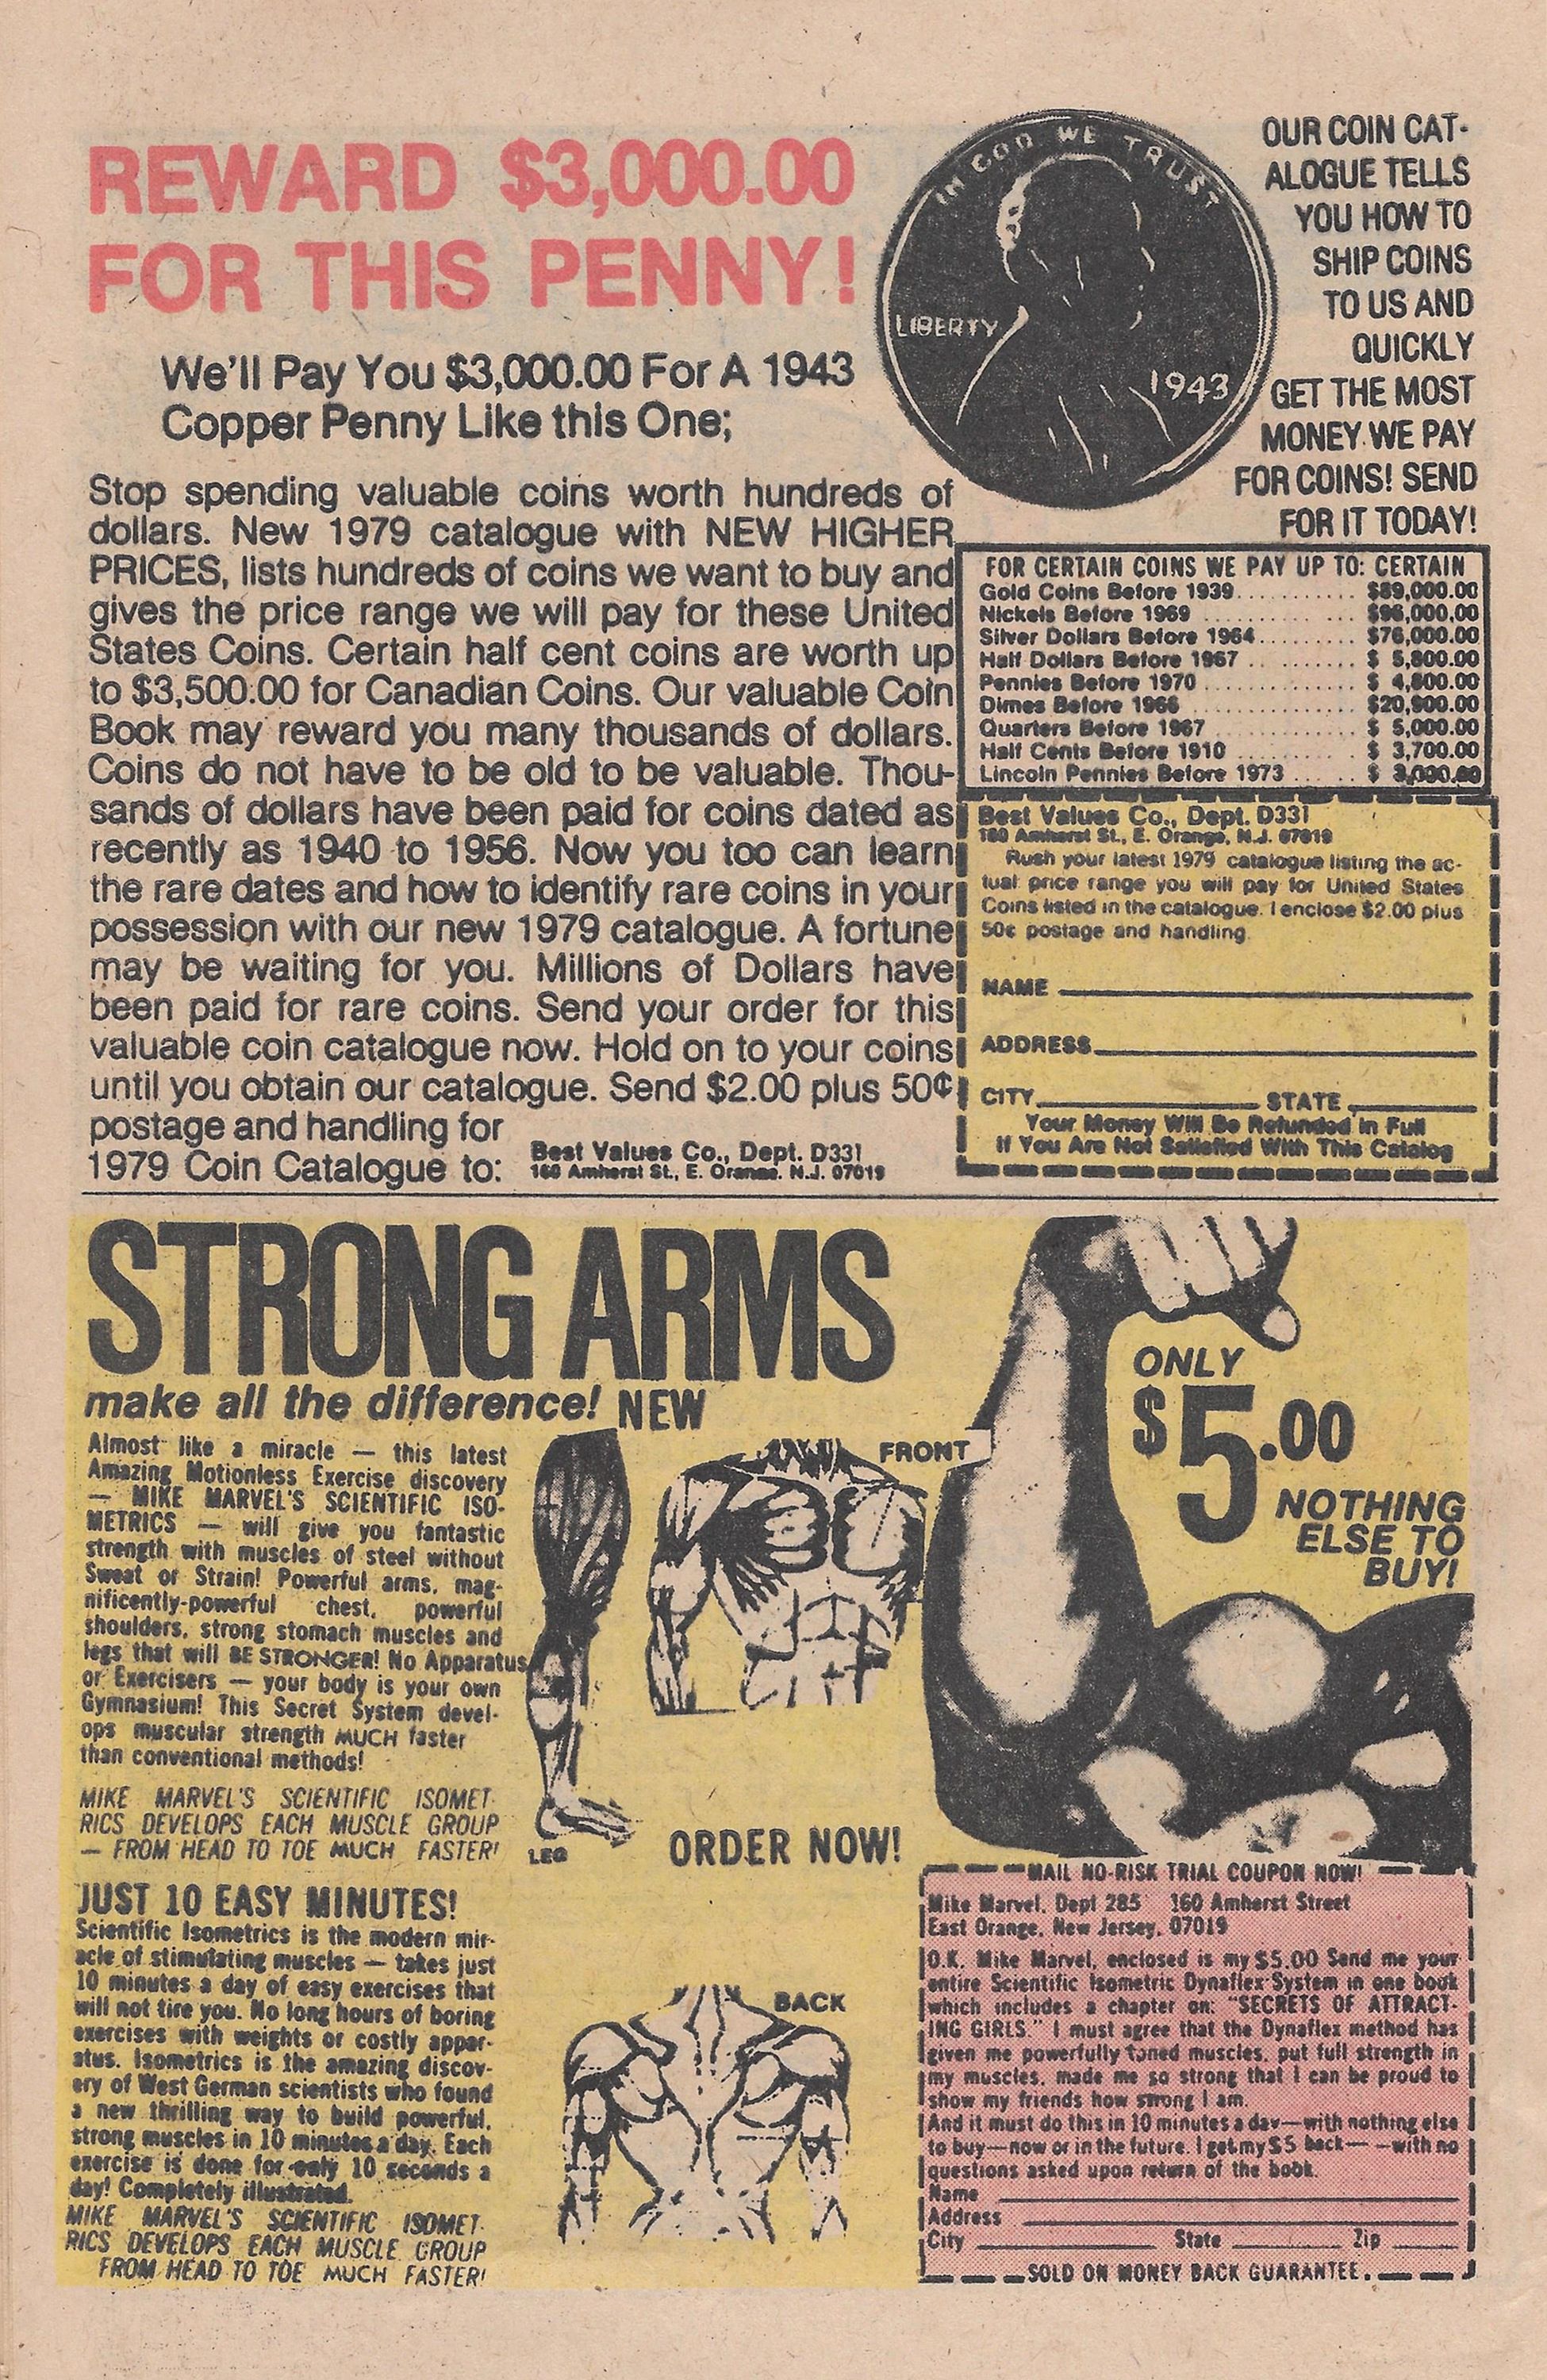 REWARD $3,000.00
FOR THIS PENNY!
We'll Pay You $3,000.00 For A 1943
Copper Penny Like this One;
IN GOD WE TRUST
LIBERTY
1943
OUR COIN CAT-
ALOGUE TELLS
YOU HOW TO
SHIP COINS
TO US AND
QUICKLY
GET THE MOST
MONEY WE PAY
FOR COINS! SEND
FOR IT TODAY!
Stop spending valuable coins worth hundreds of
dollars. New 1979 catalogue with NEW HIGHER
PRICES, lists hundreds of coins we want to buy and
gives the price range we will pay for these United
States Coins. Certain half cent coins are worth up
to $3,500.00 for Canadian Coins. Our valuable Coin
Book may reward you many thousands of dollars.
Coins do not have to be old to be valuable. Thou-
sands of dollars have been paid for coins dated as
recently as 1940 to 1956. Now you too can learn
the rare dates and how to identify rare coins in your
possession with our new 1979 catalogue. A fortune
may be waiting for you. Millions of Dollars have
been paid for rare coins. Send your order for this
valuable coin catalogue now. Hold on to your coins
until you obtain our catalogue. Send $2.00 plus 50¢
postage and handling for
1979 Coin Catalogue to:
Best Values Co., Dept. D331
160 Amherst St., E. Orange, N.J. 07019
FOR CERTAIN COINS WE PAY UP TO: CERTAIN
Gold Coins Before 1939........... $89,000.00
Nickels Before 1969 .......... ... $96,000.00
Silver Dollars Before 1964......... $76,000.00
Half Dollars Before 1967 .. ......... $ 5,800.00
Pennies Before 1970 .............. $ 4,800.00
Dimes Before 1966 ............... $20,900.00
Quarters Before 1967 ............. $ 5,000.00
Half Cents Before 1910 ........... $ 3,700.00
Lincoln Pennies Before 1973 ... .. $ 3,000.00
Best Values Co., Dept. D331
160 Amherst St., E. Orange, N.J. 07019
Rush your latest 1979 catalogue listing the ac-
tual price range you will pay for United States
Coins listed in the catalogue. I enclose $2.00 plus
50¢ postage and handling.
NAME
ADDRESS
CITY STATE
Your Money Will Be Refunded in Full
If You Are Not Satisfied With This Catalog
STRONG ARMS
make all the difference! NEW
Almost like a miracle — this latest
Amazing Motionless Exercise discovery
— MIKE MARVEL'S SCIENTIFIC ISO-
METRICS — will give you fantastic
strength with muscles of steel without
Sweat or Strain! Powerful arms, mag-
nificently-powerful chest, powerful
shoulders, strong stomach muscles and
legs that will BE STRONGER! No Apparatus
or Exercisers — your body is your own
Gymnasium! This Secret System devel-
ops muscular strength MUCH faster
than conventional methods!
MIKE MARVEL'S SCIENTIFIC ISOMET-
RICS DEVELOPS EACH MUSCLE GROUP
— FROM HEAD TO TOE MUCH FASTER!
JUST 10 EASY MINUTES!
Scientific Isometrics is the modern mir-
acle of stimulating muscles — takes just
10 minutes a day of easy exercises that
will not tire you. No long hours of boring
exercises with weights or costly appar-
atus. Isometrics is the amazing discov-
ery of West German scientists who found
a new thrilling way to build powerful,
strong muscles in 10 minutes a day. Each
exercise is done for only 10 seconds a
day! Completely illustrated.
MIKE MARVEL'S SCIENTIFIC ISOMET-
RICS DEVELOPS EACH MUSCLE GROUP
FROM HEAD TO TOE MUCH FASTER!
FRONT
LEG
ORDER NOW!
BACK
ONLY
$5.00
NOTHING
ELSE TO
BUY!
MAIL NO-RISK TRIAL COUPON NOW!
Mike Marvel, Dept 285 160 Amherst Street
East Orange, New Jersey, 07019
O.K. Mike Marvel, enclosed is my $5.00 Send me your
entire Scientific Isometric Dynaflex System in one book
which includes a chapter on: "SECRETS OF ATTRACT-
ING GIRLS." I must agree that the Dynaflex method has
given me powerfully toned muscles, put full strength in
my muscles, made me so strong that I can be proud to
show my friends how strong I am.
And it must do this in 10 minutes a day—with nothing else
to buy—now or in the future. I get my $5 back— —with no
questions asked upon return of the book.
Name
Address
City State Zip
SOLD ON MONEY BACK GUARANTEE.